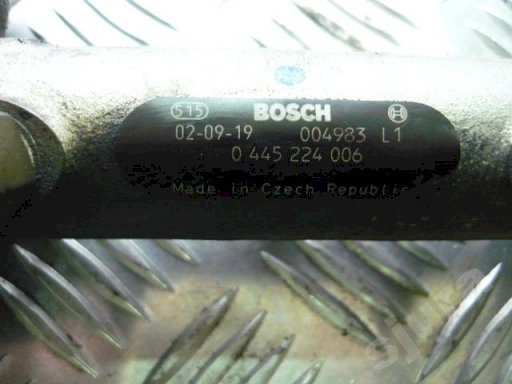 S15 BOSCH
02-09-19 004983 L1
0 445 224 006
Made in Czech Republic